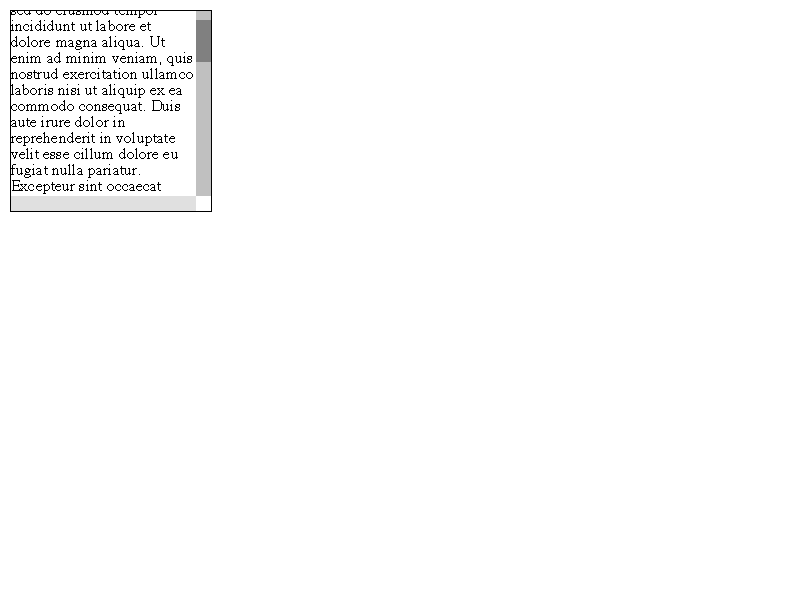 sed do eiusmod tempor
incididunt ut labore et
dolore magna aliqua. Ut
enim ad minim veniam, quis
nostrud exercitation ullamco
laboris nisi ut aliquip ex ea
commodo consequat. Duis
aute irure dolor in
reprehenderit in voluptate
velit esse cillum dolore eu
fugiat nulla pariatur.
Excepteur sint occaecat